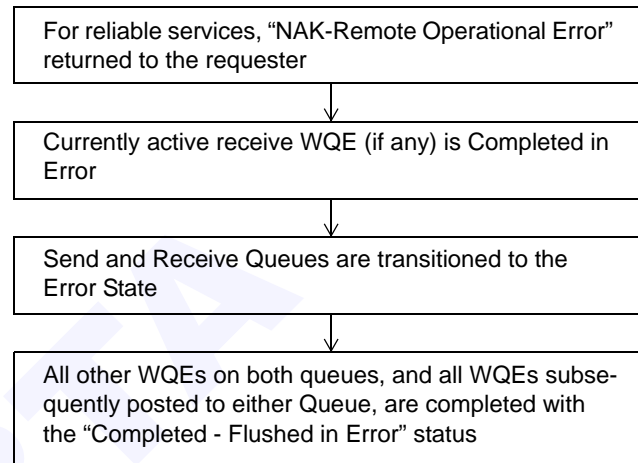 For reliable services, “NAK-Remote Operational Error”
returned to the requester
Currently active receive WQE (if any) is Completed in
Error
Send and Receive Queues are transitioned to the
Error State
All other WQEs on both queues, and all WQEs subse-
quently posted to either Queue, are completed with
the “Completed - Flushed in Error” status